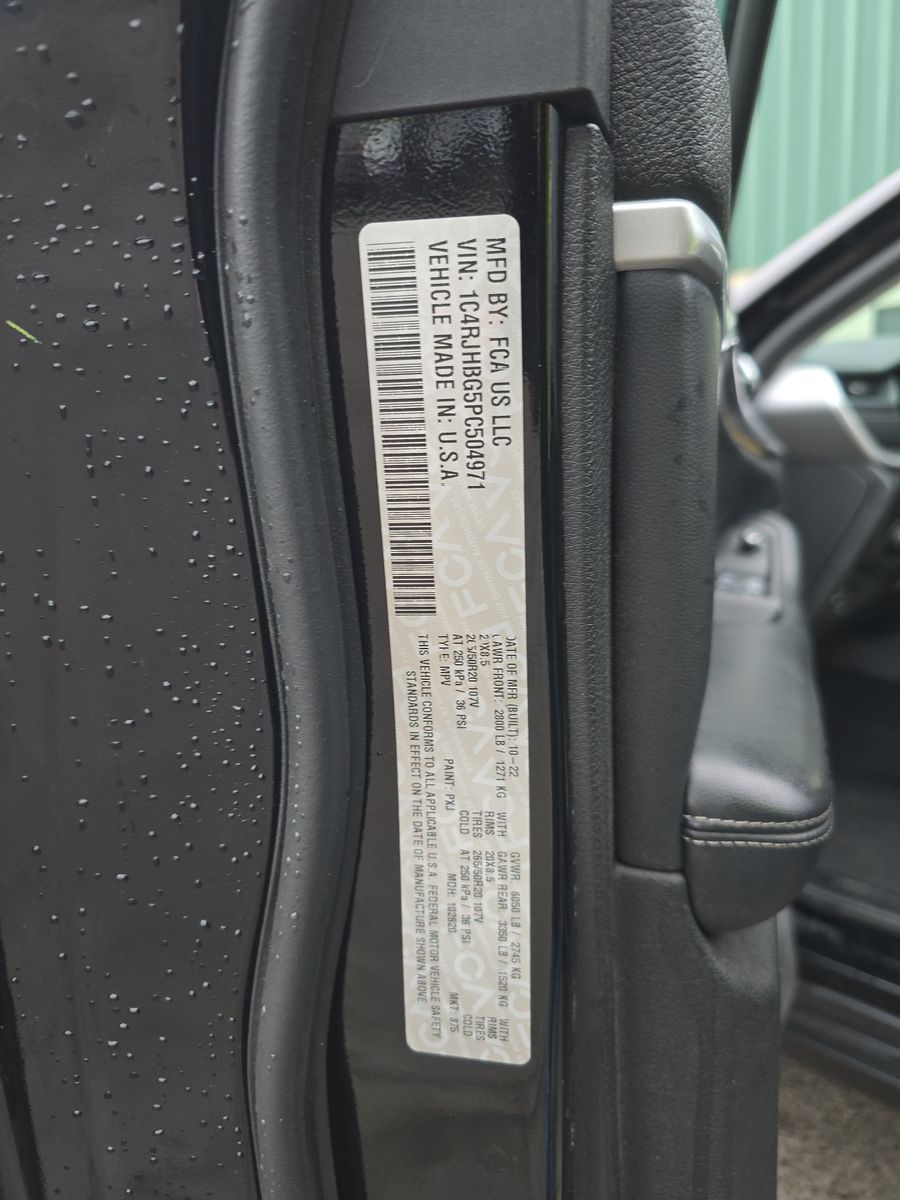 MFD BY: FCA US LLC
VIN: 1C4RJHBG5PC504971
VEHICLE MADE IN: U.S.A.
DATE OF MFR (BUILT): 10-22 GVWR: 6050 LB / 2745 KG
GAWR FRONT: 2800 LB / 1271 KG WITH GAWR REAR: 3350 LB / 1520 KG WITH
20X8.5 RIMS 20X8.5 RIMS
265/50R20 107V TIRES 265/50R20 107V TIRES
AT 250 kPa / 36 PSI COLD AT 250 kPa / 36 PSI COLD
TYPE: MPV PAINT: PXJ MDH: 102620 MKT: 875
THIS VEHICLE CONFORMS TO ALL APPLICABLE U.S.A. FEDERAL MOTOR VEHICLE SAFETY
STANDARDS IN EFFECT ON THE DATE OF MANUFACTURE SHOWN ABOVE.